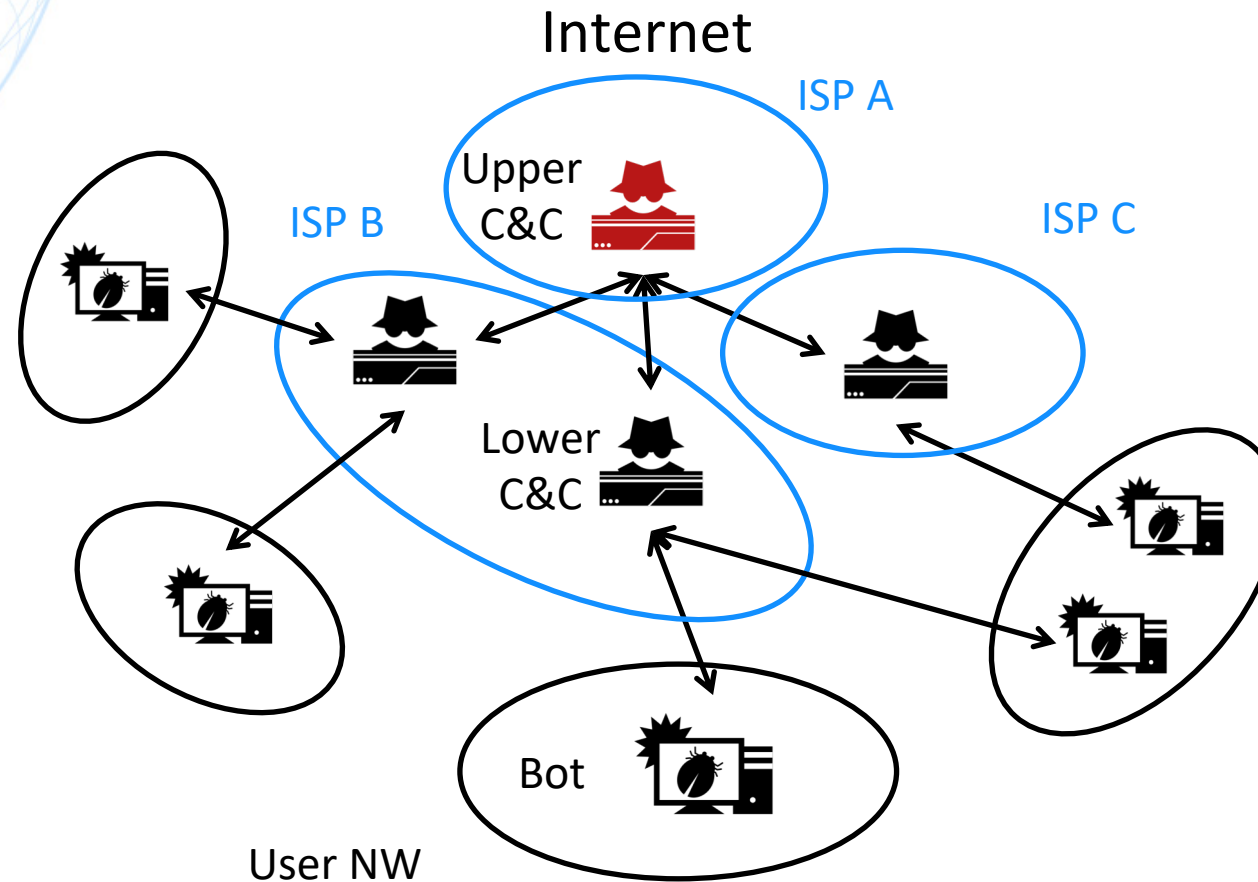 Internet
ISP A
Upper
C&C
ISP B
ISP C
Lower
C&C
Bot
User NW